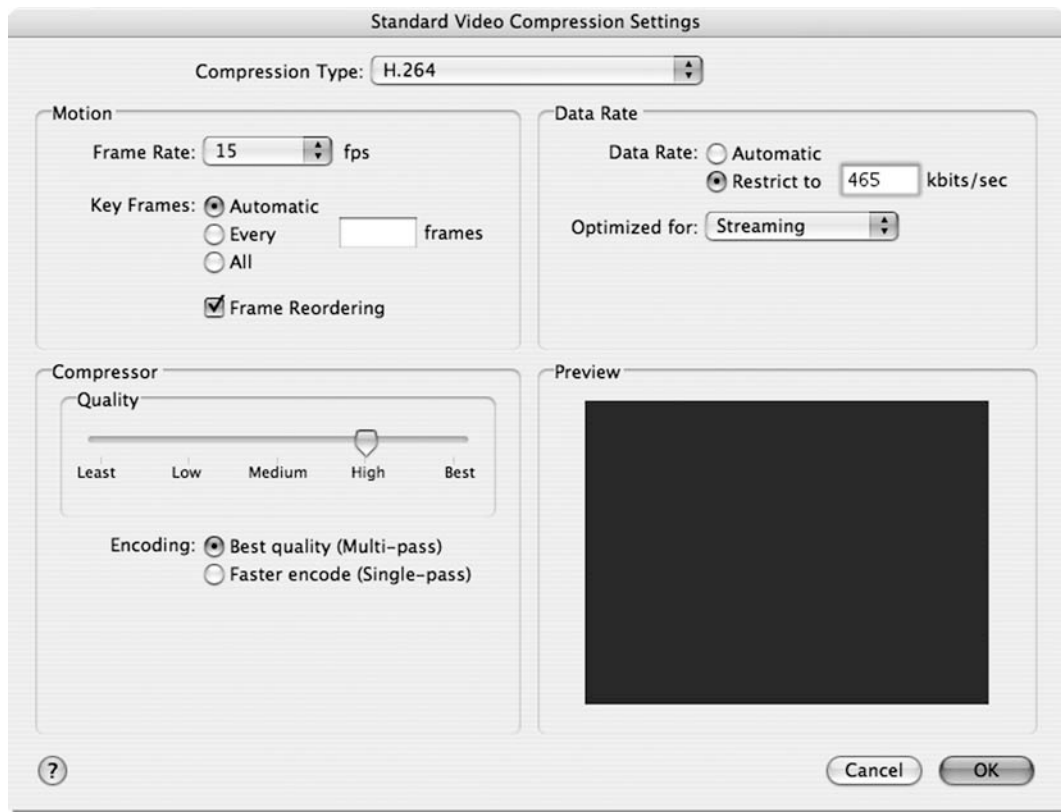 Standard Video Compression Settings
Compression Type: H.264
Motion
Frame Rate: 15 fps
Key Frames: Automatic
Every frames
All
Frame Reordering
Data Rate
Data Rate: Automatic
Restrict to 465 kbits/sec
Optimized for: Streaming
Compressor
Quality
Least Low Medium High Best
Encoding: Best quality (Multi-pass)
Faster encode (Single-pass)
Preview
?
Cancel OK